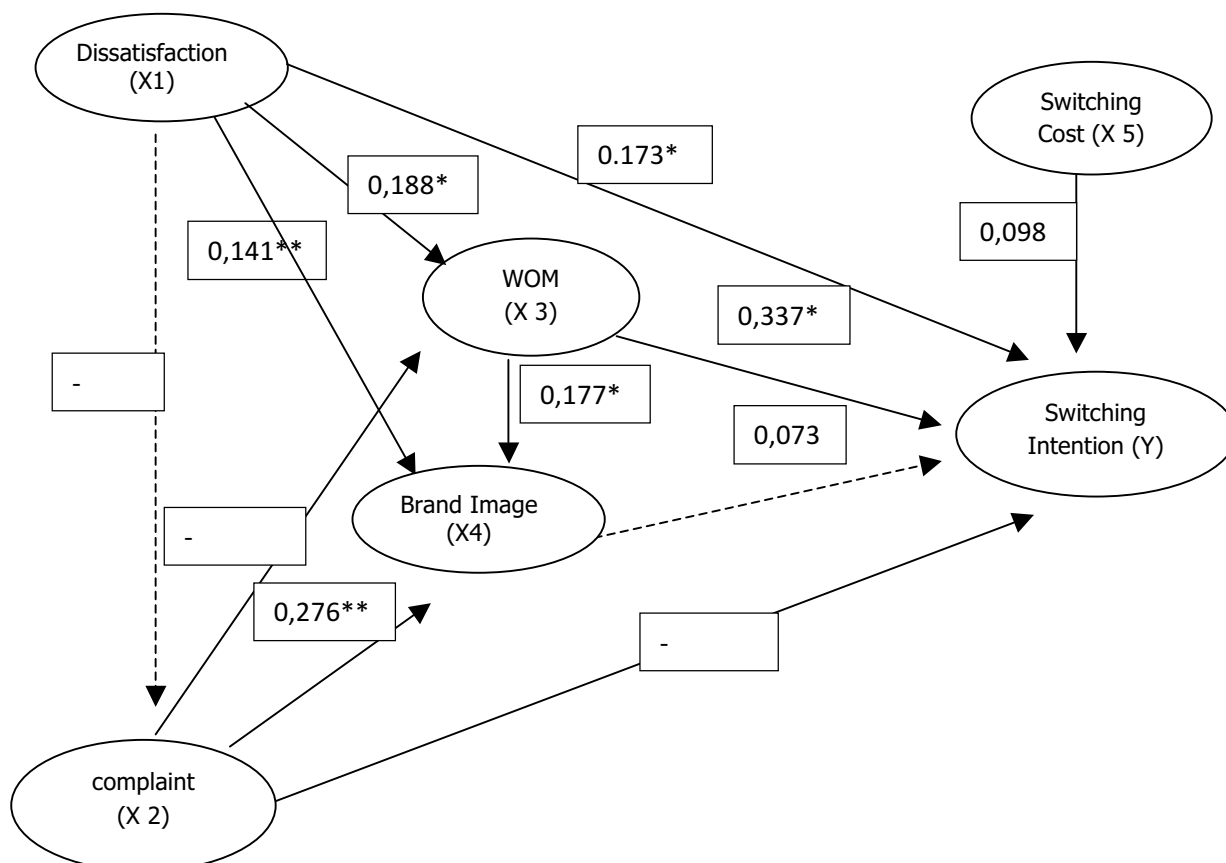 Dissatisfaction
(X1)
Switching
Cost (X 5)
0.173*
0,188*
0,098
0,141**
WOM
(X 3)
0,337*
-
0,177*
0,073
Switching
Intention (Y)
Brand Image
(X4)
-
0,276**
-
complaint
(X 2)